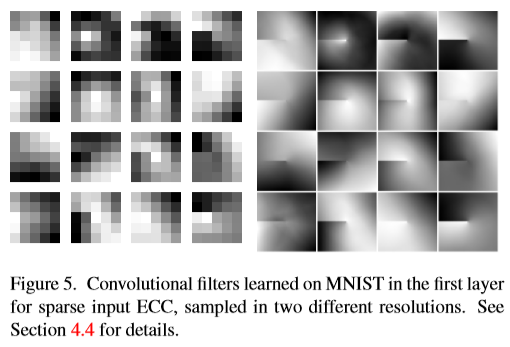 Figure 5. Convolutional filters learned on MNIST in the first layer
for sparse input ECC, sampled in two different resolutions. See
Section 4.4 for details.